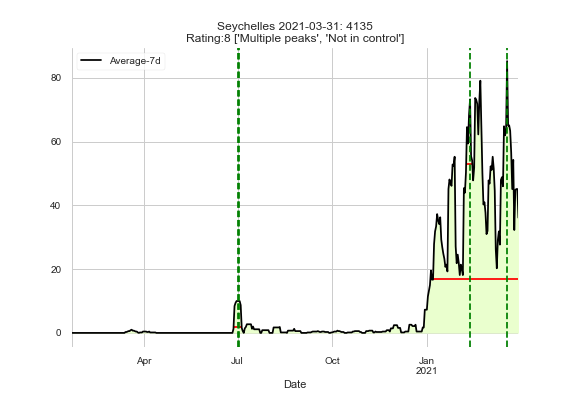 Seychelles 2021-03-31: 4135
Rating:8 ['Multiple peaks', 'Not in control']
Average-7d
80
60
40
20
0
Apr
Jul
Oct
Jan
2021
Date